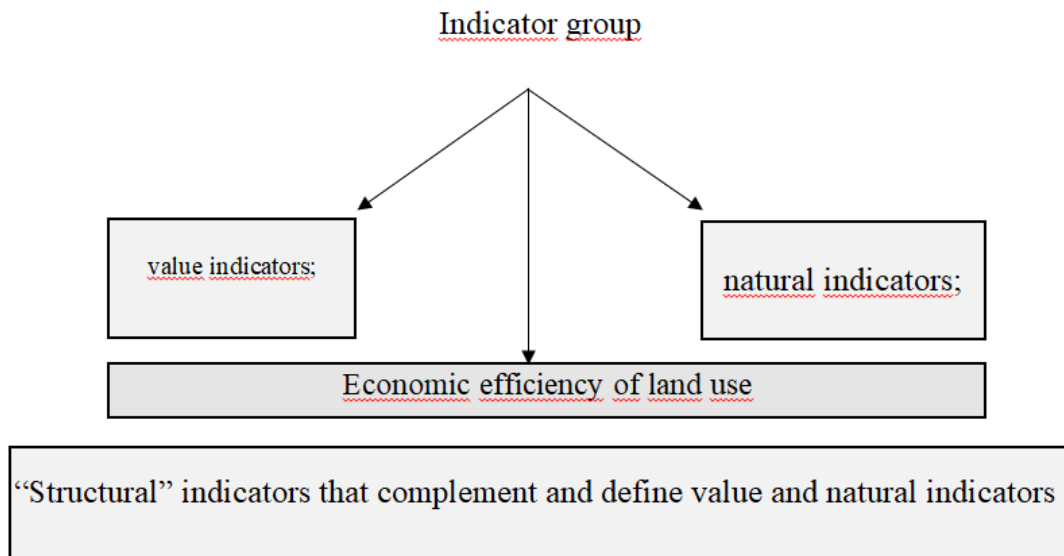 Indicator group
value indicators;
natural indicators;
Economic efficiency of land use
“Structural” indicators that complement and define value and natural indicators